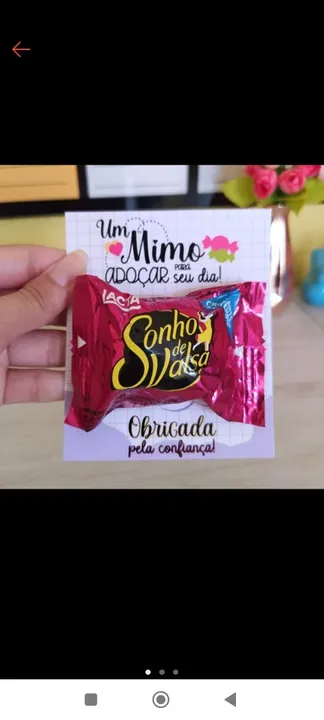 Um
Mimo
PARA
ADOÇAR seu dia!
LACTA
Sonho
de
Valsa
Obrigada
pela confiança!